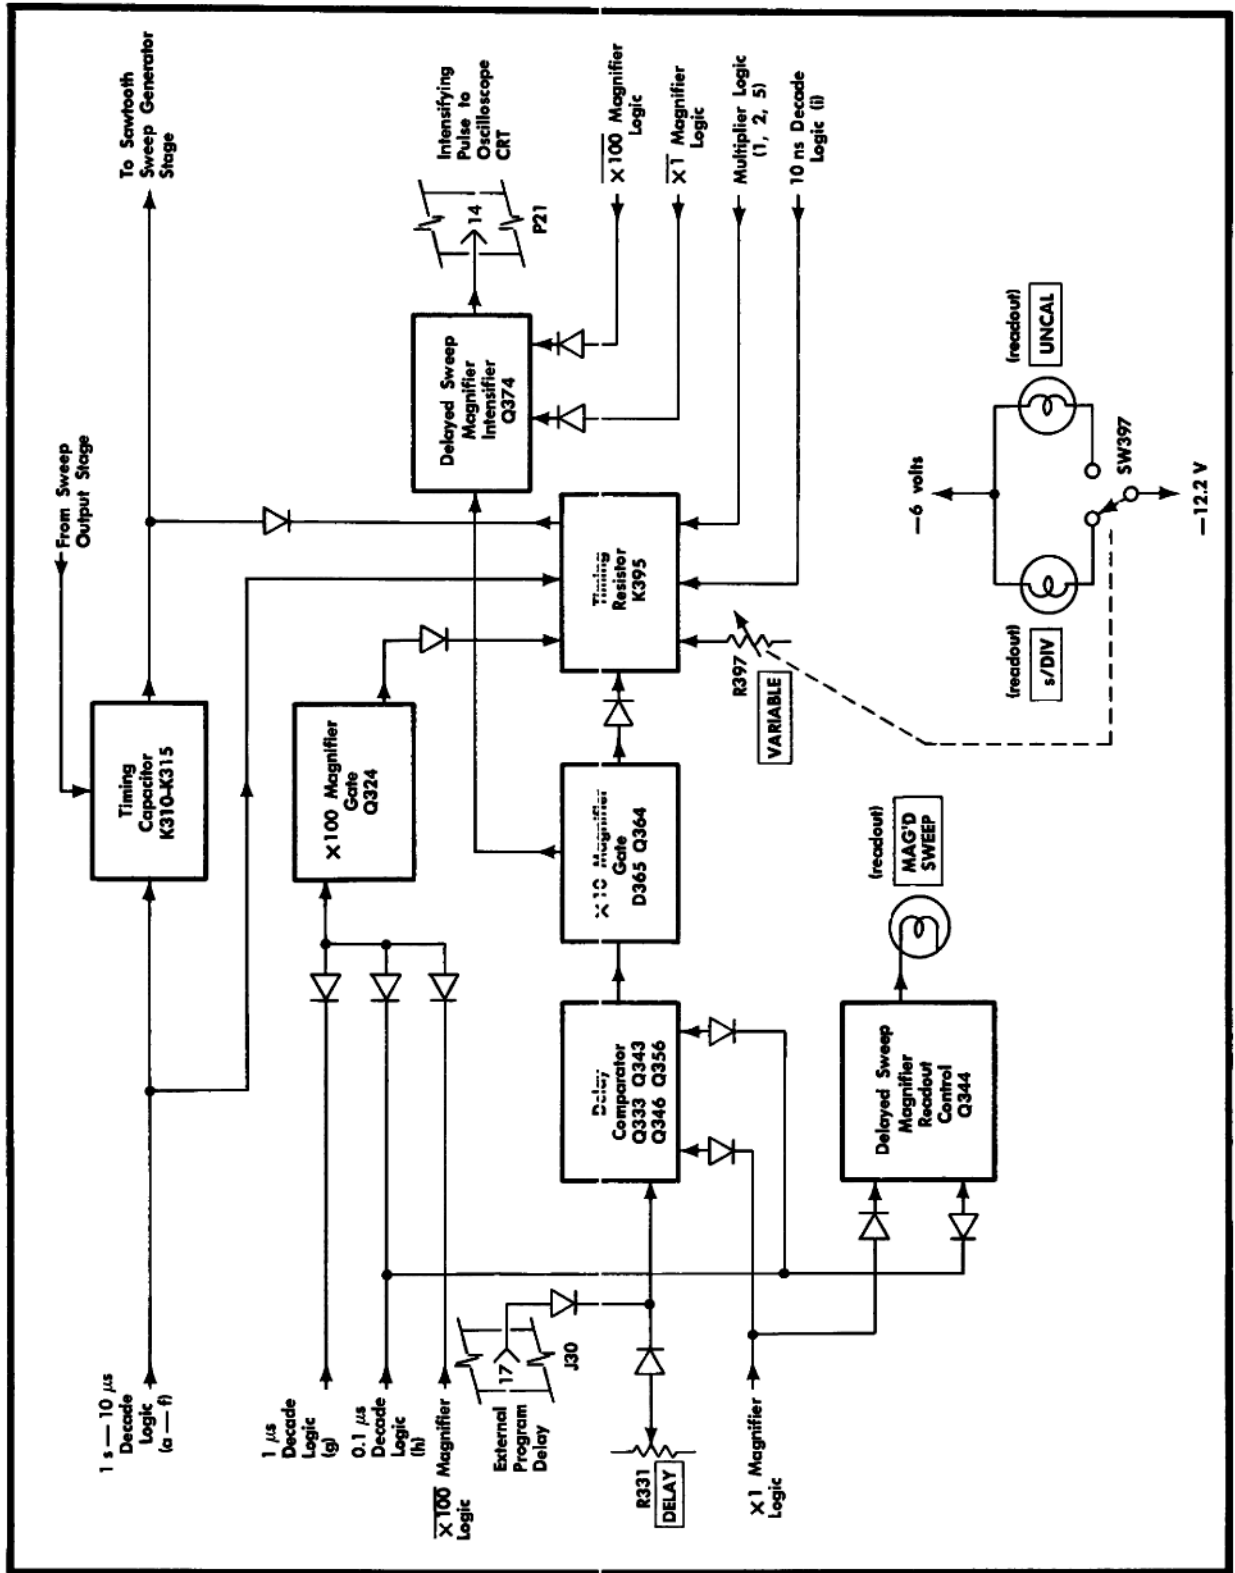 1 s — 10 μs
Decade
Logic
(a — f)
1 μs
Decade
Logic
(g)
0.1 μs
Decade
Logic
(h)
X100 Magnifier
Logic
External
Program
Delay
17
J30
R331
DELAY
X1 Magnifier
Logic
From Sweep
Output Stage
Timing
Capacitor
K310-K315
To Sawtooth
Sweep Generator
Stage
X100 Magnifier
Gate
Q324
Delay
Comparator
Q333 Q343
Q346 Q356
X10 Magnifier
Gate
D365 Q364
Timing
Resistor
K395
Delayed Sweep
Magnifier
Intensifier
Q374
14
P21
Intensifying
Pulse to
Oscilloscope
CRT
X100 Magnifier
Logic
X1 Magnifier
Logic
Multiplier Logic
(1, 2, 5)
10 ns Decade
Logic (i)
R397
VARIABLE
Delayed Sweep
Magnifier
Readout
Control
Q344
(readout)
MAG'D
SWEEP
(readout)
s/DIV
(readout)
UNCAL
—6 volts
SW397
—12.2 V